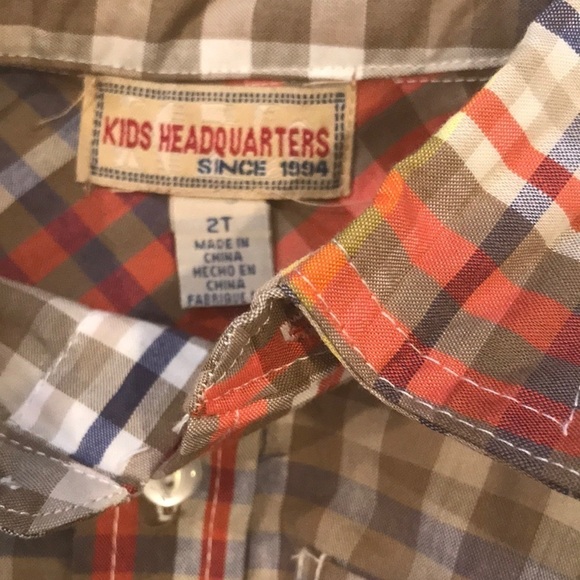 KIDS HEADQUARTERS
SINCE 1994
2T
MADE IN
CHINA
HECHO EN
CHINA